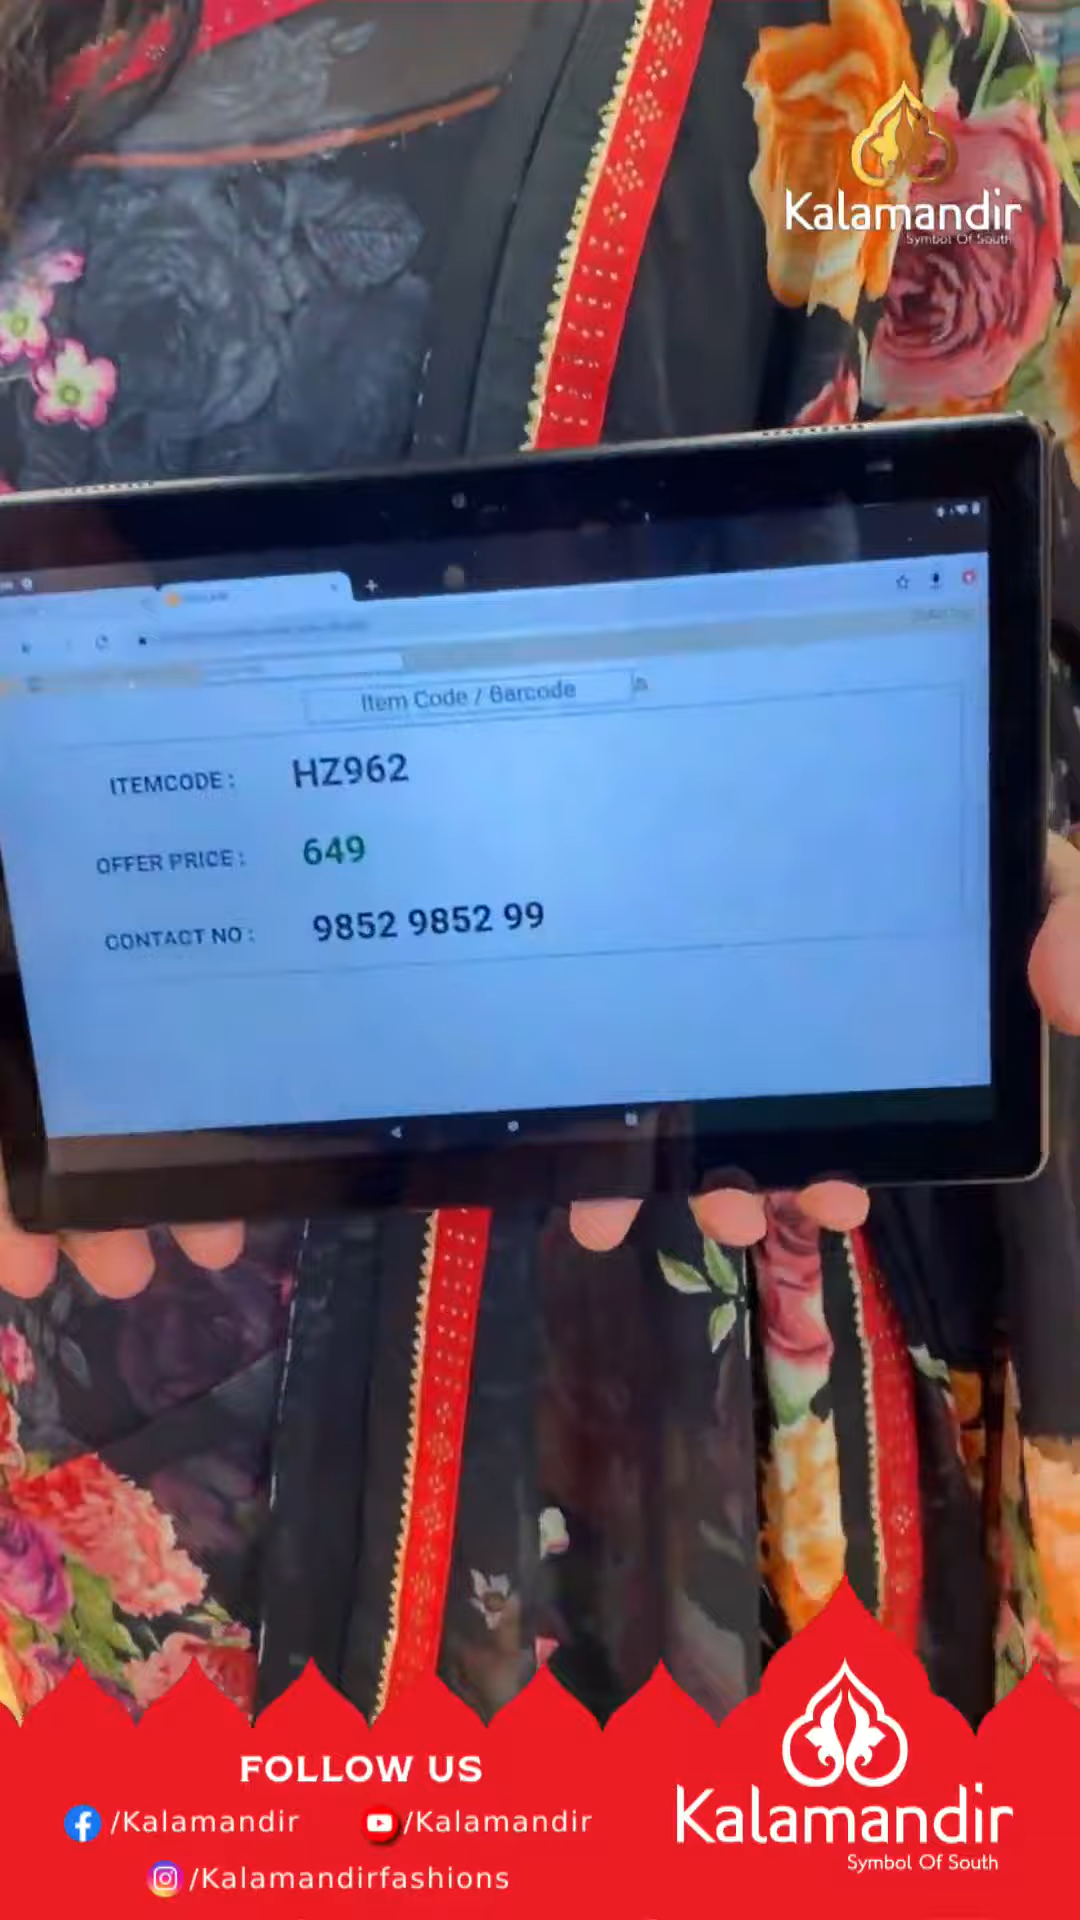 Kalamandir
Symbol Of South
Item Code / Barcode
ITEMCODE : HZ962
OFFER PRICE : 649
CONTACT NO : 9852 9852 99
FOLLOW US
/Kalamandir /Kalamandir
/Kalamandirfashions
Kalamandir
Symbol Of South